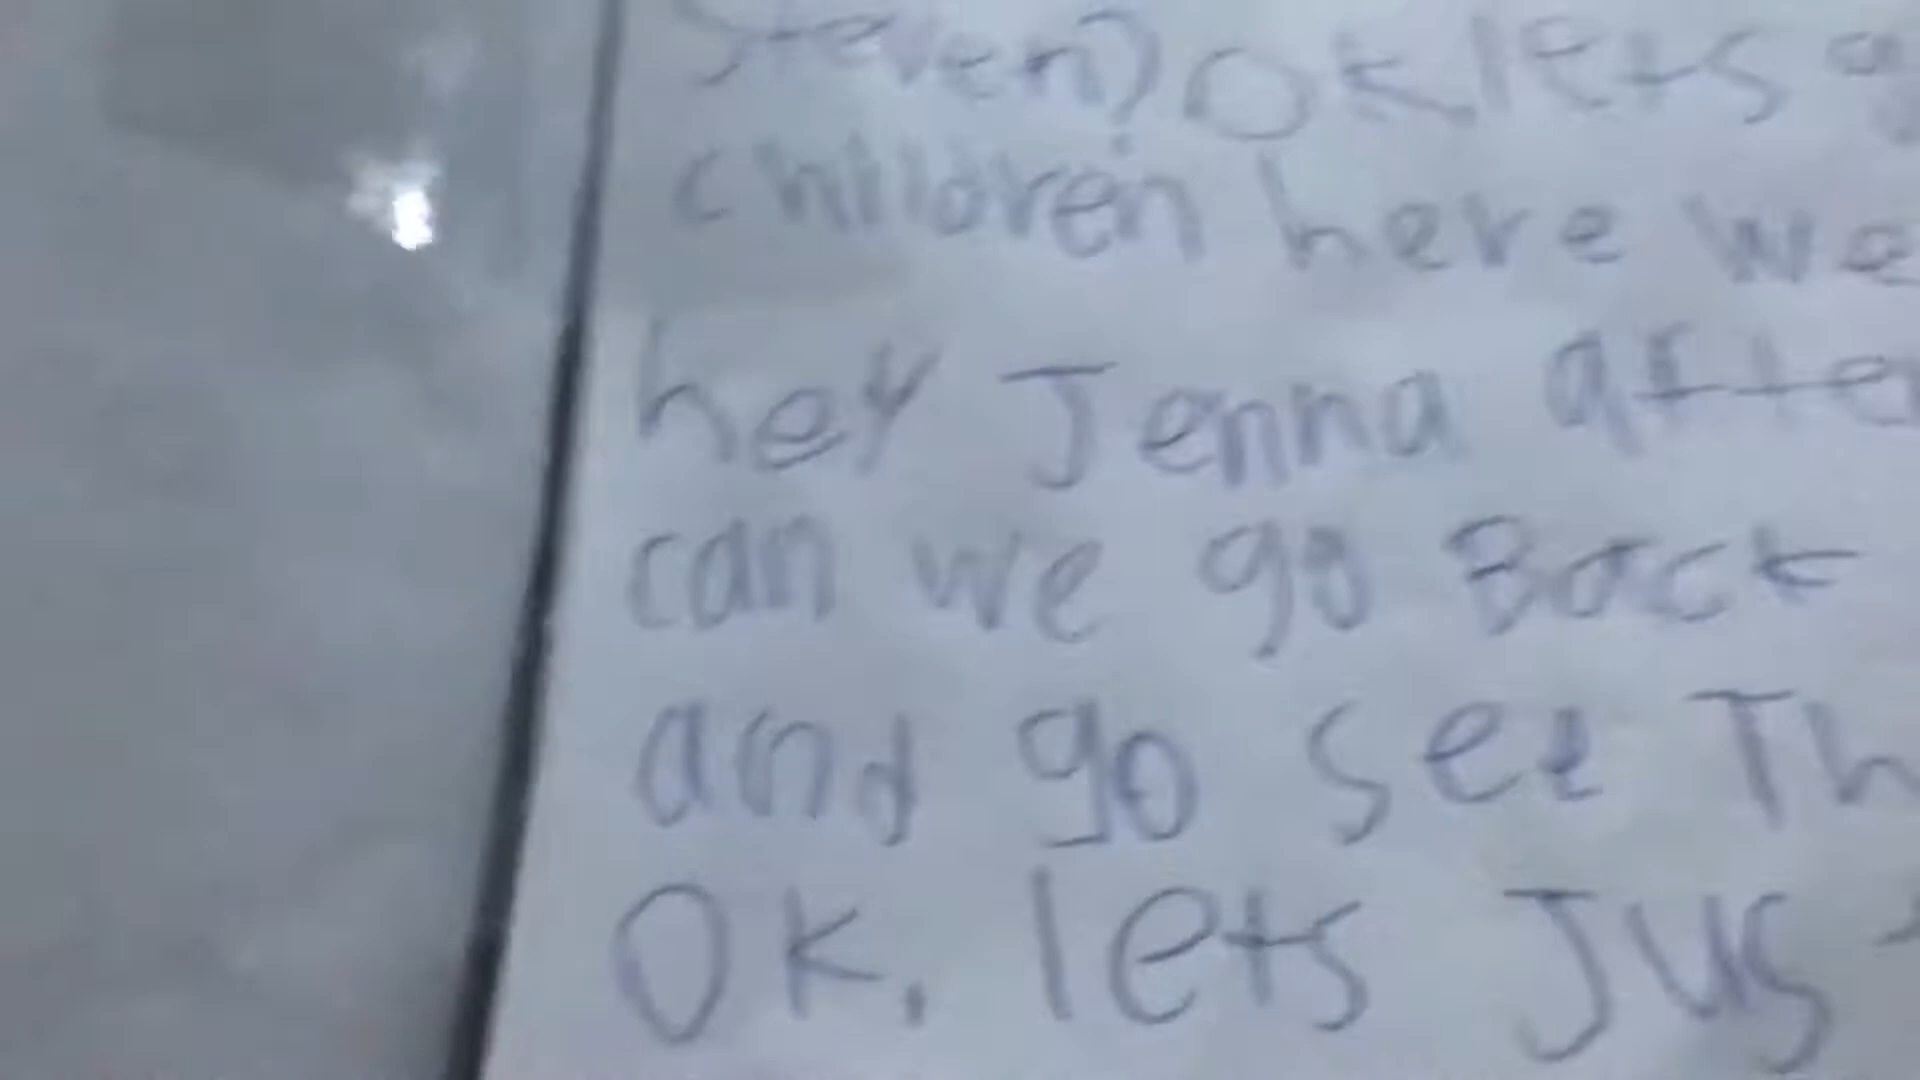 Steven? Ok lets
children here we
hey Jenna after
can we go Back
and go see Th
Ok. lets Jus